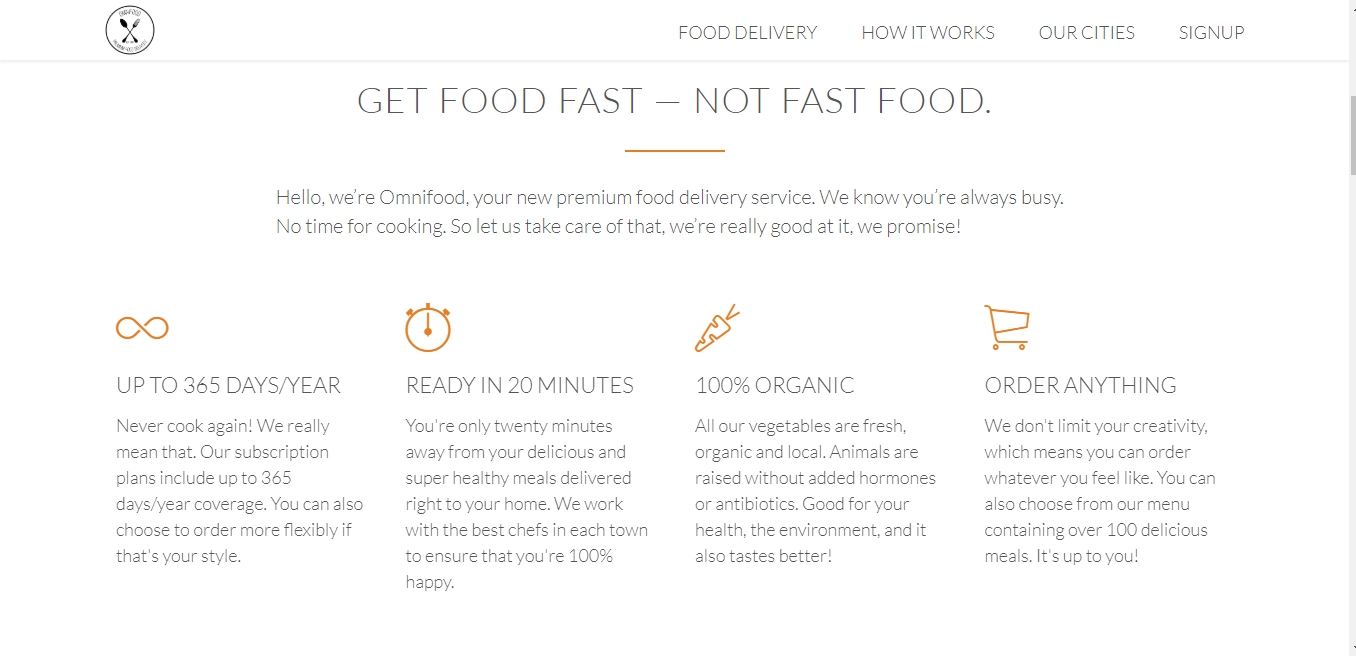 OMNIFOOD
PREMIUM FOOD DELIVERY
FOOD DELIVERY
HOW IT WORKS
OUR CITIES
SIGNUP
GET FOOD FAST — NOT FAST FOOD.
Hello, we’re Omnifood, your new premium food delivery service. We know you’re always busy.
No time for cooking. So let us take care of that, we’re really good at it, we promise!
UP TO 365 DAYS/YEAR
Never cook again! We really
mean that. Our subscription
plans include up to 365
days/year coverage. You can also
choose to order more flexibly if
that's your style.
READY IN 20 MINUTES
You're only twenty minutes
away from your delicious and
super healthy meals delivered
right to your home. We work
with the best chefs in each town
to ensure that you're 100%
happy.
100% ORGANIC
All our vegetables are fresh,
organic and local. Animals are
raised without added hormones
or antibiotics. Good for your
health, the environment, and it
also tastes better!
ORDER ANYTHING
We don't limit your creativity,
which means you can order
whatever you feel like. You can
also choose from our menu
containing over 100 delicious
meals. It's up to you!